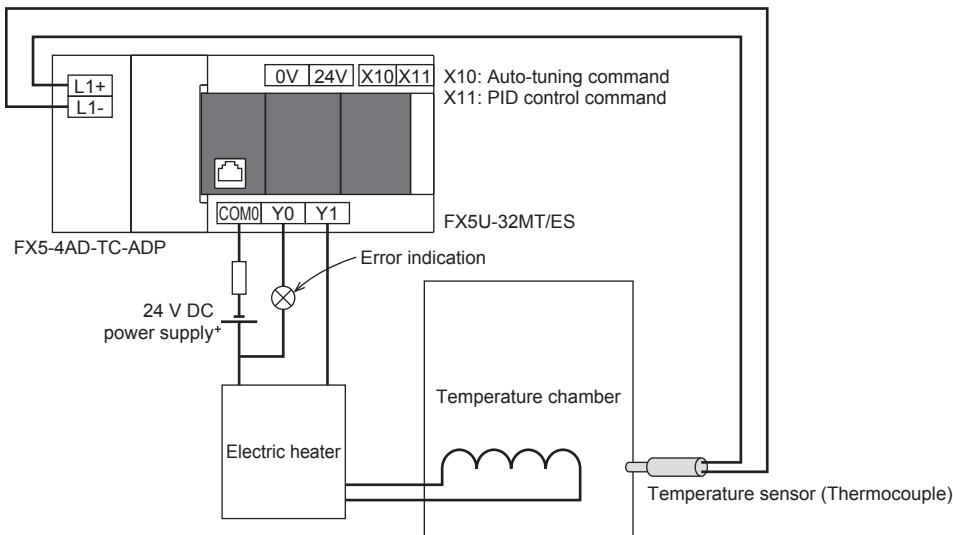 L1+
L1-
0V 24V X10 X11
X10: Auto-tuning command
X11: PID control command
COM0 Y0 Y1
FX5U-32MT/ES
FX5-4AD-TC-ADP
Error indication
24 V DC
power supply+
Temperature chamber
Electric heater
Temperature sensor (Thermocouple)